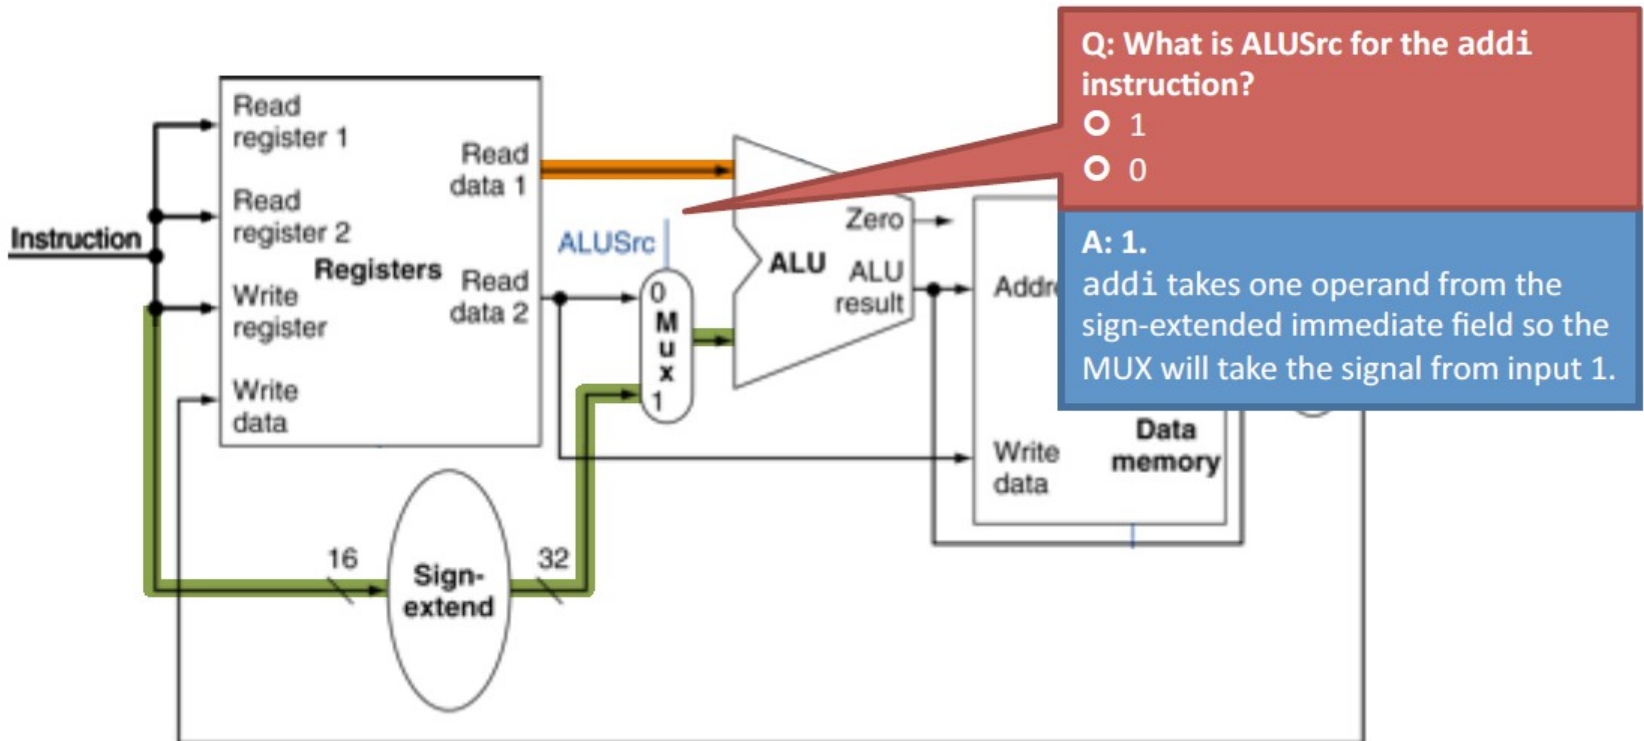 Q: What is ALUSrc for the addi
instruction?
1
0
A: 1.
addi takes one operand from the
sign-extended immediate field so the
MUX will take the signal from input 1.
Instruction
Read
register 1
Read
register 2
Write
register
Write
data
Registers
Read
data 1
Read
data 2
ALUSrc
0
M
u
x
1
ALU
Zero
ALU
result
Write
data
Data
memory
16
Sign-
extend
32